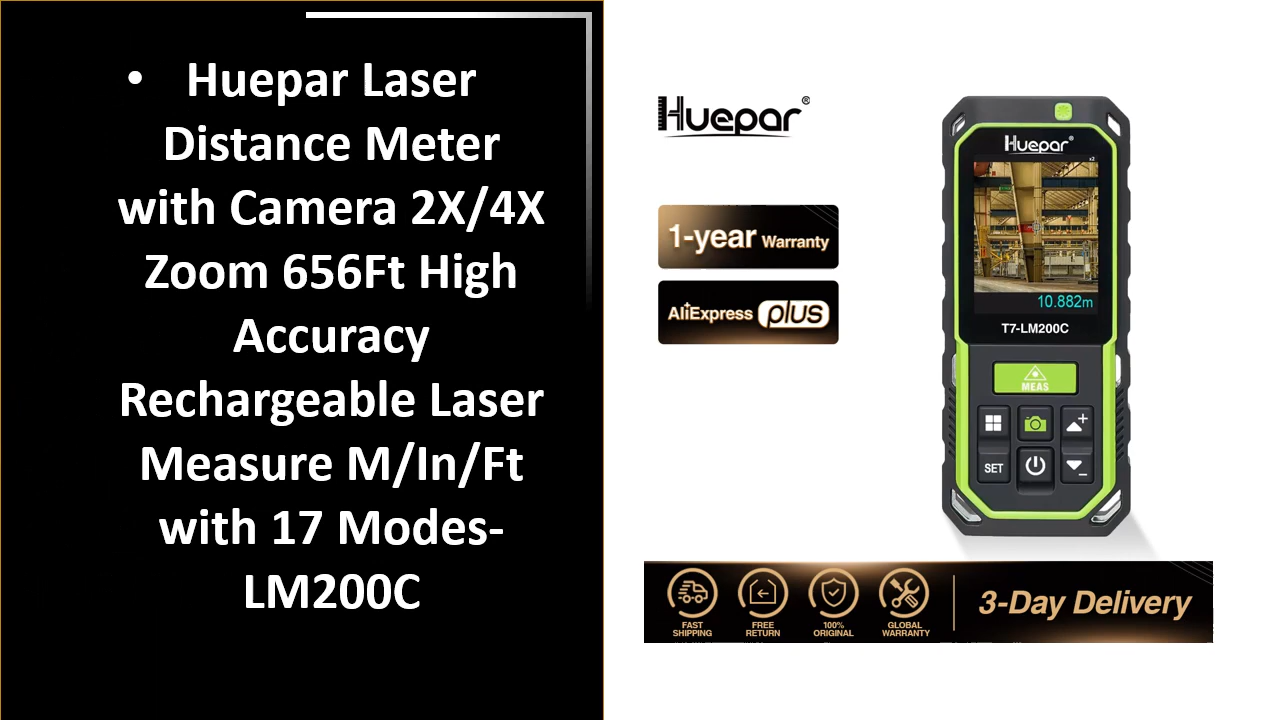 • Huepar Laser
Distance Meter
with Camera 2X/4X
Zoom 656Ft High
Accuracy
Rechargeable Laser
Measure M/In/Ft
with 17 Modes-
LM200C
Huepar®
1-year Warranty
AliExpress plus
Huepar®
x2
10.882m
T7-LM200C
MEAS
SET
FAST
SHIPPING
FREE
RETURN
100%
ORIGINAL
GLOBAL
WARRANTY
3-Day Delivery